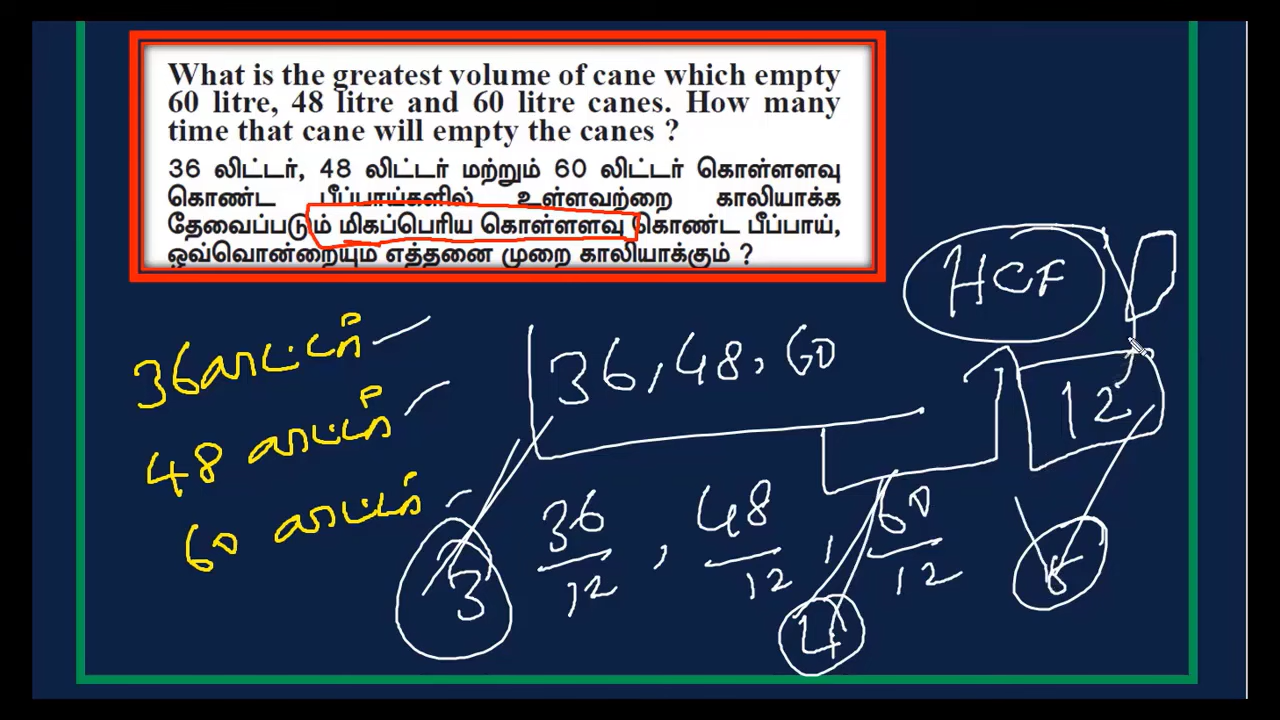 What is the greatest volume of cane which empty
60 litre, 48 litre and 60 litre canes. How many
time that cane will empty the canes ?
36 லிட்டர், 48 லிட்டர் மற்றும் 60 லிட்டர் கொள்ளளவு
கொண்ட பீப்பாய்களில் உள்ளவற்றை காலியாக்க
தேவைப்படும் மிகப்பெரிய கொள்ளளவு கொண்ட பீப்பாய்,
ஒவ்வொன்றையும் எத்தனை முறை காலியாக்கும் ?
HCF
36 லிட்டர்
36, 48, 60
12
48 லிட்டர்
60 லிட்டர்
36/12, 48/12, 60/12
3
4